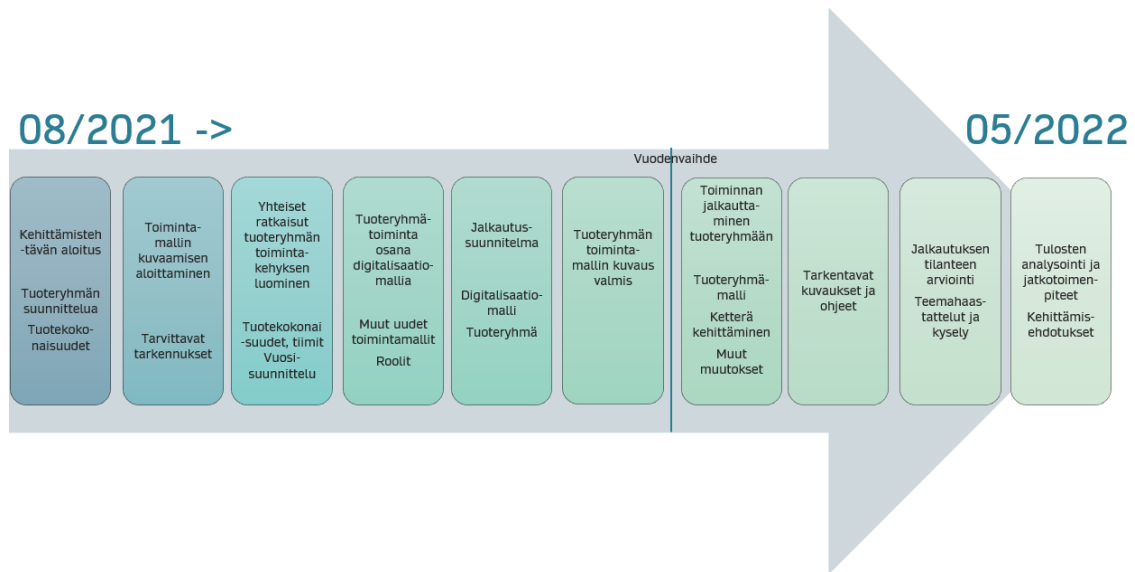 08/2021 ->
05/2022
Vuodenvaihde
Kehittämisteh
-tävän aloitus
Tuoteryhmän
suunnittelua
Tuotekoko-
naisuudet
Toiminta-
mallin
kuvaamisen
aloittaminen
Tarvittavat
tarkennukset
Yhteiset
ratkaisut
tuoteryhmän
toiminta-
kehyksen
luominen
Tuotekokonai
-suudet, tiimit
Vuosi-
suunnittelu
Tuoteryhmä-
toiminta
osana
digitalisaatio-
mallia
Muut uudet
toimintamallit
Roolit
Jalkautus-
suunnitelma
Digitalisaatio-
malli
Tuoteryhmä
Tuoteryhmän
toiminta-
mallin kuvaus
valmis
Toiminnan
jalkautta-
minen
tuoteryhmään
Tuoteryhmä-
malli
Ketterä
kehittäminen
Muut
muutokset
Tarkentavat
kuvaukset ja
ohjeet
Jalkautuksen
tilanteen
arviointi
Teemahaas-
tattelut ja
kysely
Tulosten
analysointi ja
jatkotoimen-
piteet
Kehittämis-
ehdotukset